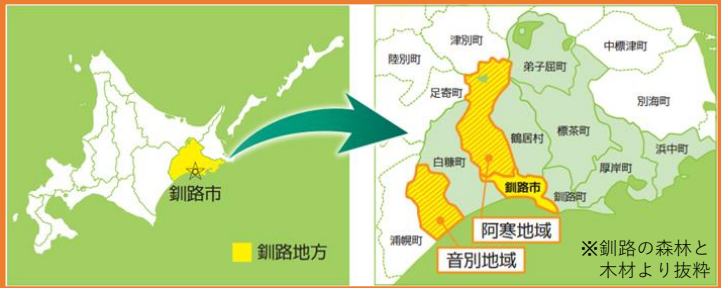 釧路市
釧路地方
津別町
中標津町
陸別町
弟子屈町
足寄町
別海町
標茶町
鶴居村
浜中町
白糠町
厚岸町
釧路市
釧路町
浦幌町
阿寒地域
音別地域
※釧路の森林と
木材より抜粋